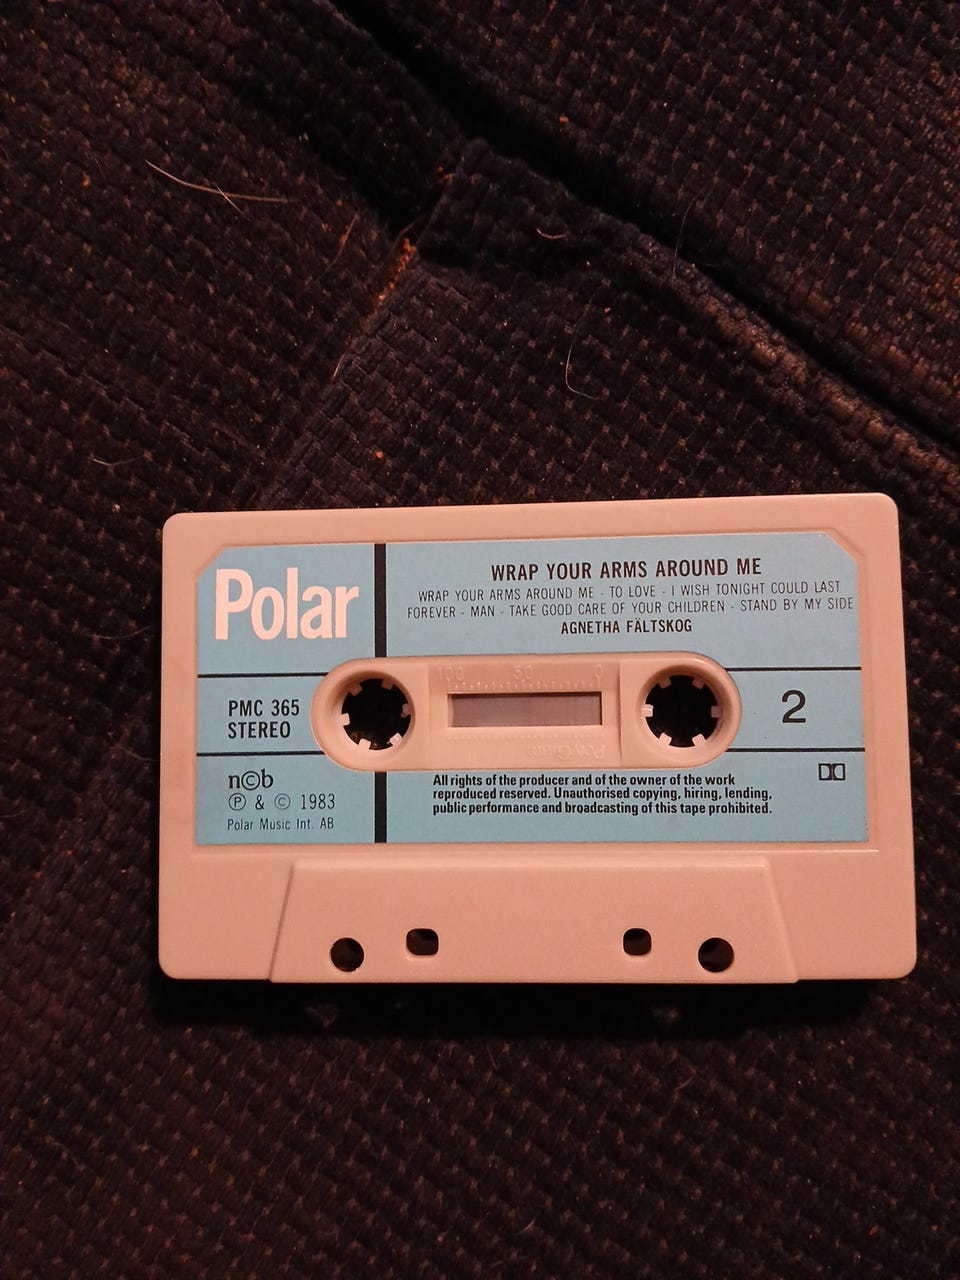 Polar
WRAP YOUR ARMS AROUND ME
WRAP YOUR ARMS AROUND ME - TO LOVE - I WISH TONIGHT COULD LAST
FOREVER - MAN - TAKE GOOD CARE OF YOUR CHILDREN - STAND BY MY SIDE
AGNETHA FÄLTSKOG
100 50 0
PMC 365
STEREO
2
PolyGram
n©b
℗ & © 1983
Polar Music Int. AB
All rights of the producer and of the owner of the work
reproduced reserved. Unauthorised copying, hiring, lending,
public performance and broadcasting of this tape prohibited.